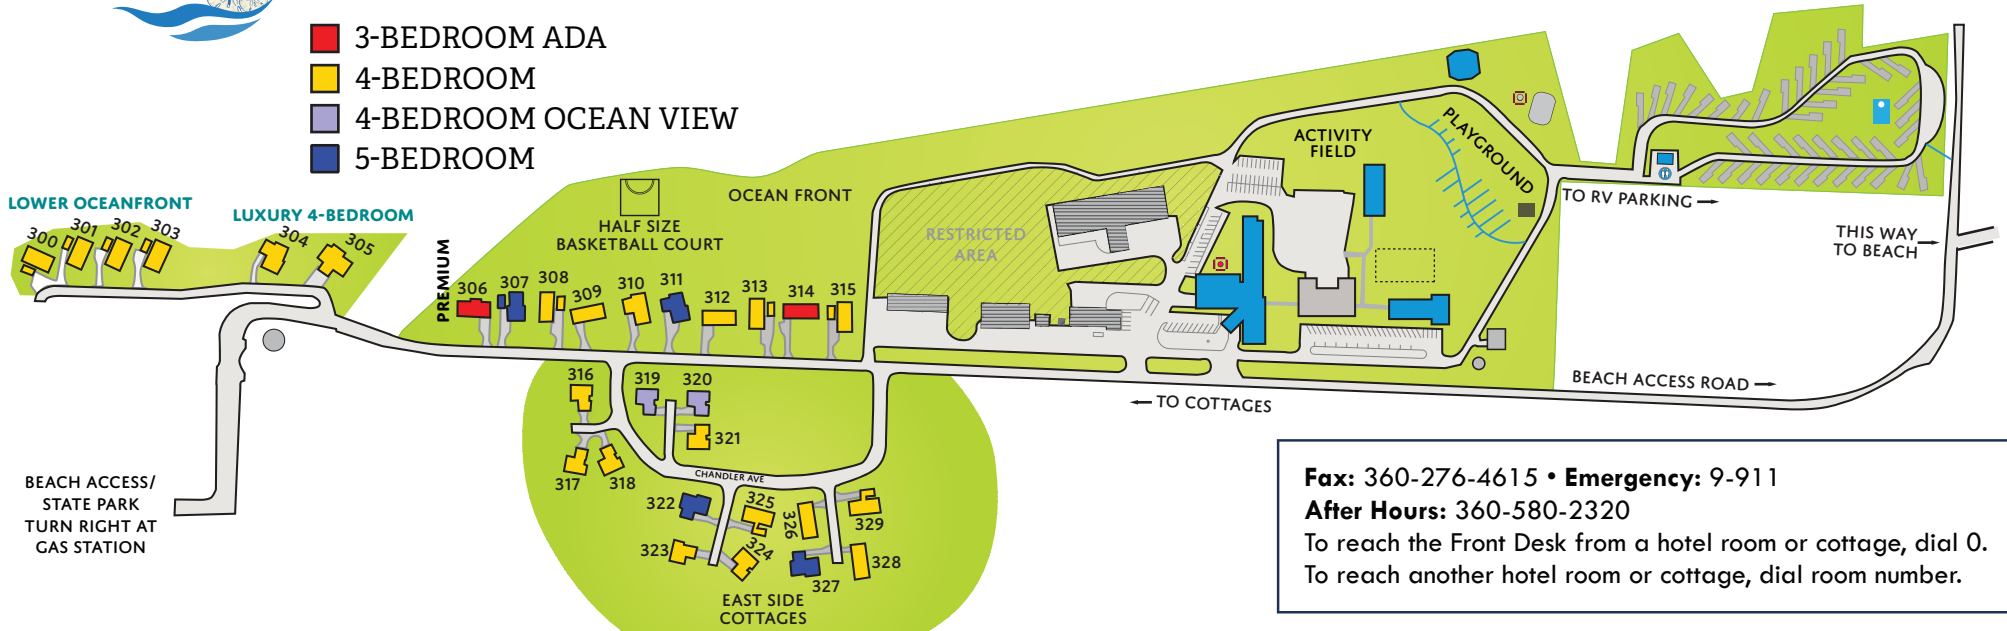 3-BEDROOM ADA
4-BEDROOM
4-BEDROOM OCEAN VIEW
5-BEDROOM
LOWER OCEANFRONT
300
301
302
303
LUXURY 4-BEDROOM
304
305
PREMIUM
HALF SIZE
BASKETBALL COURT
OCEAN FRONT
306
307
308
309
310
311
312
313
314
315
RESTRICTED
AREA
ACTIVITY
FIELD
PLAYGROUND
TO RV PARKING
THIS WAY
TO BEACH
BEACH ACCESS ROAD
TO COTTAGES
316
317
318
319
320
321
CHANDLER AVE
322
323
324
325
326
327
328
329
EAST SIDE
COTTAGES
BEACH ACCESS/
STATE PARK
TURN RIGHT AT
GAS STATION
Fax: 360-276-4615 • Emergency: 9-911
After Hours: 360-580-2320
To reach the Front Desk from a hotel room or cottage, dial 0.
To reach another hotel room or cottage, dial room number.